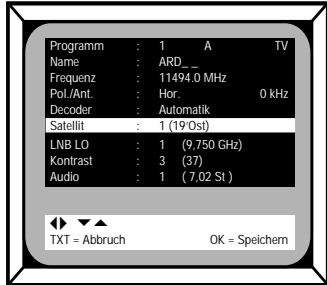 Programm : 1 A TV
Name : ARD_ _
Frequenz : 11494.0 MHz
Pol./Ant. : Hor. 0 kHz
Decoder : Automatik
Satellit : 1 (19'Ost)
LNB LO : 1 (9,750 GHz)
Kontrast : 3 (37)
Audio : 1 ( 7,02 St )
TXT = Abbruch OK = Speichern